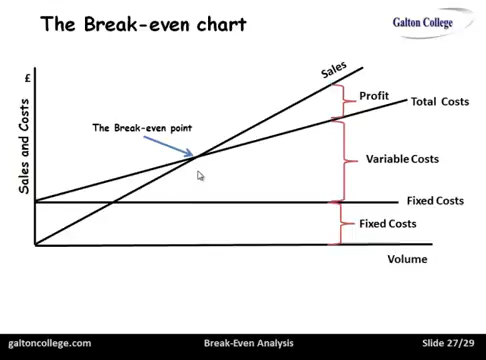 The Break-even chart
Galton College
£
Sales
Profit
Total Costs
The Break-even point
Sales and Costs
Variable Costs
Fixed Costs
Fixed Costs
Volume
galtoncollege.com
Break-Even Analysis
Slide 27/29